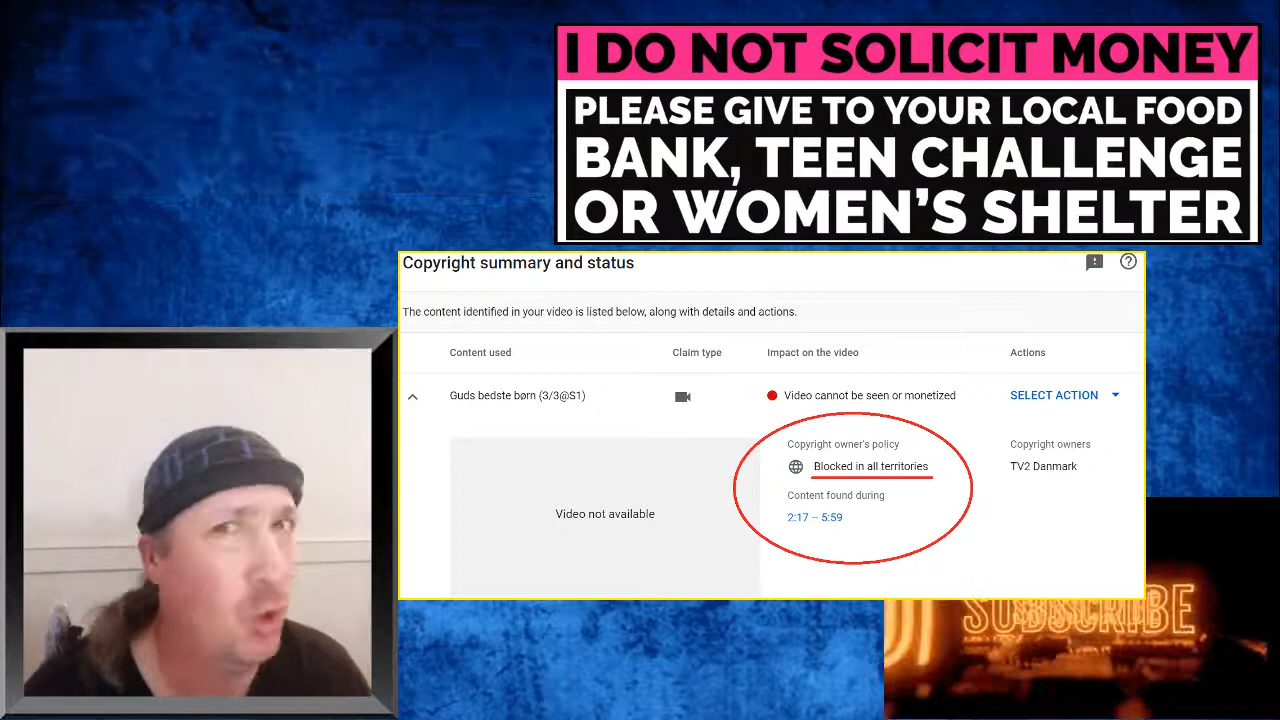 I DO NOT SOLICIT MONEY
PLEASE GIVE TO YOUR LOCAL FOOD
BANK, TEEN CHALLENGE
OR WOMEN'S SHELTER
Copyright summary and status
The content identified in your video is listed below, along with details and actions.
Content used Claim type Impact on the video Actions
Guds bedste børn (3/3@S1) Video cannot be seen or monetized SELECT ACTION
Copyright owner's policy Copyright owners
Blocked in all territories TV2 Danmark
Content found during
Video not available 2:17 – 5:59
SUBSCRIBE